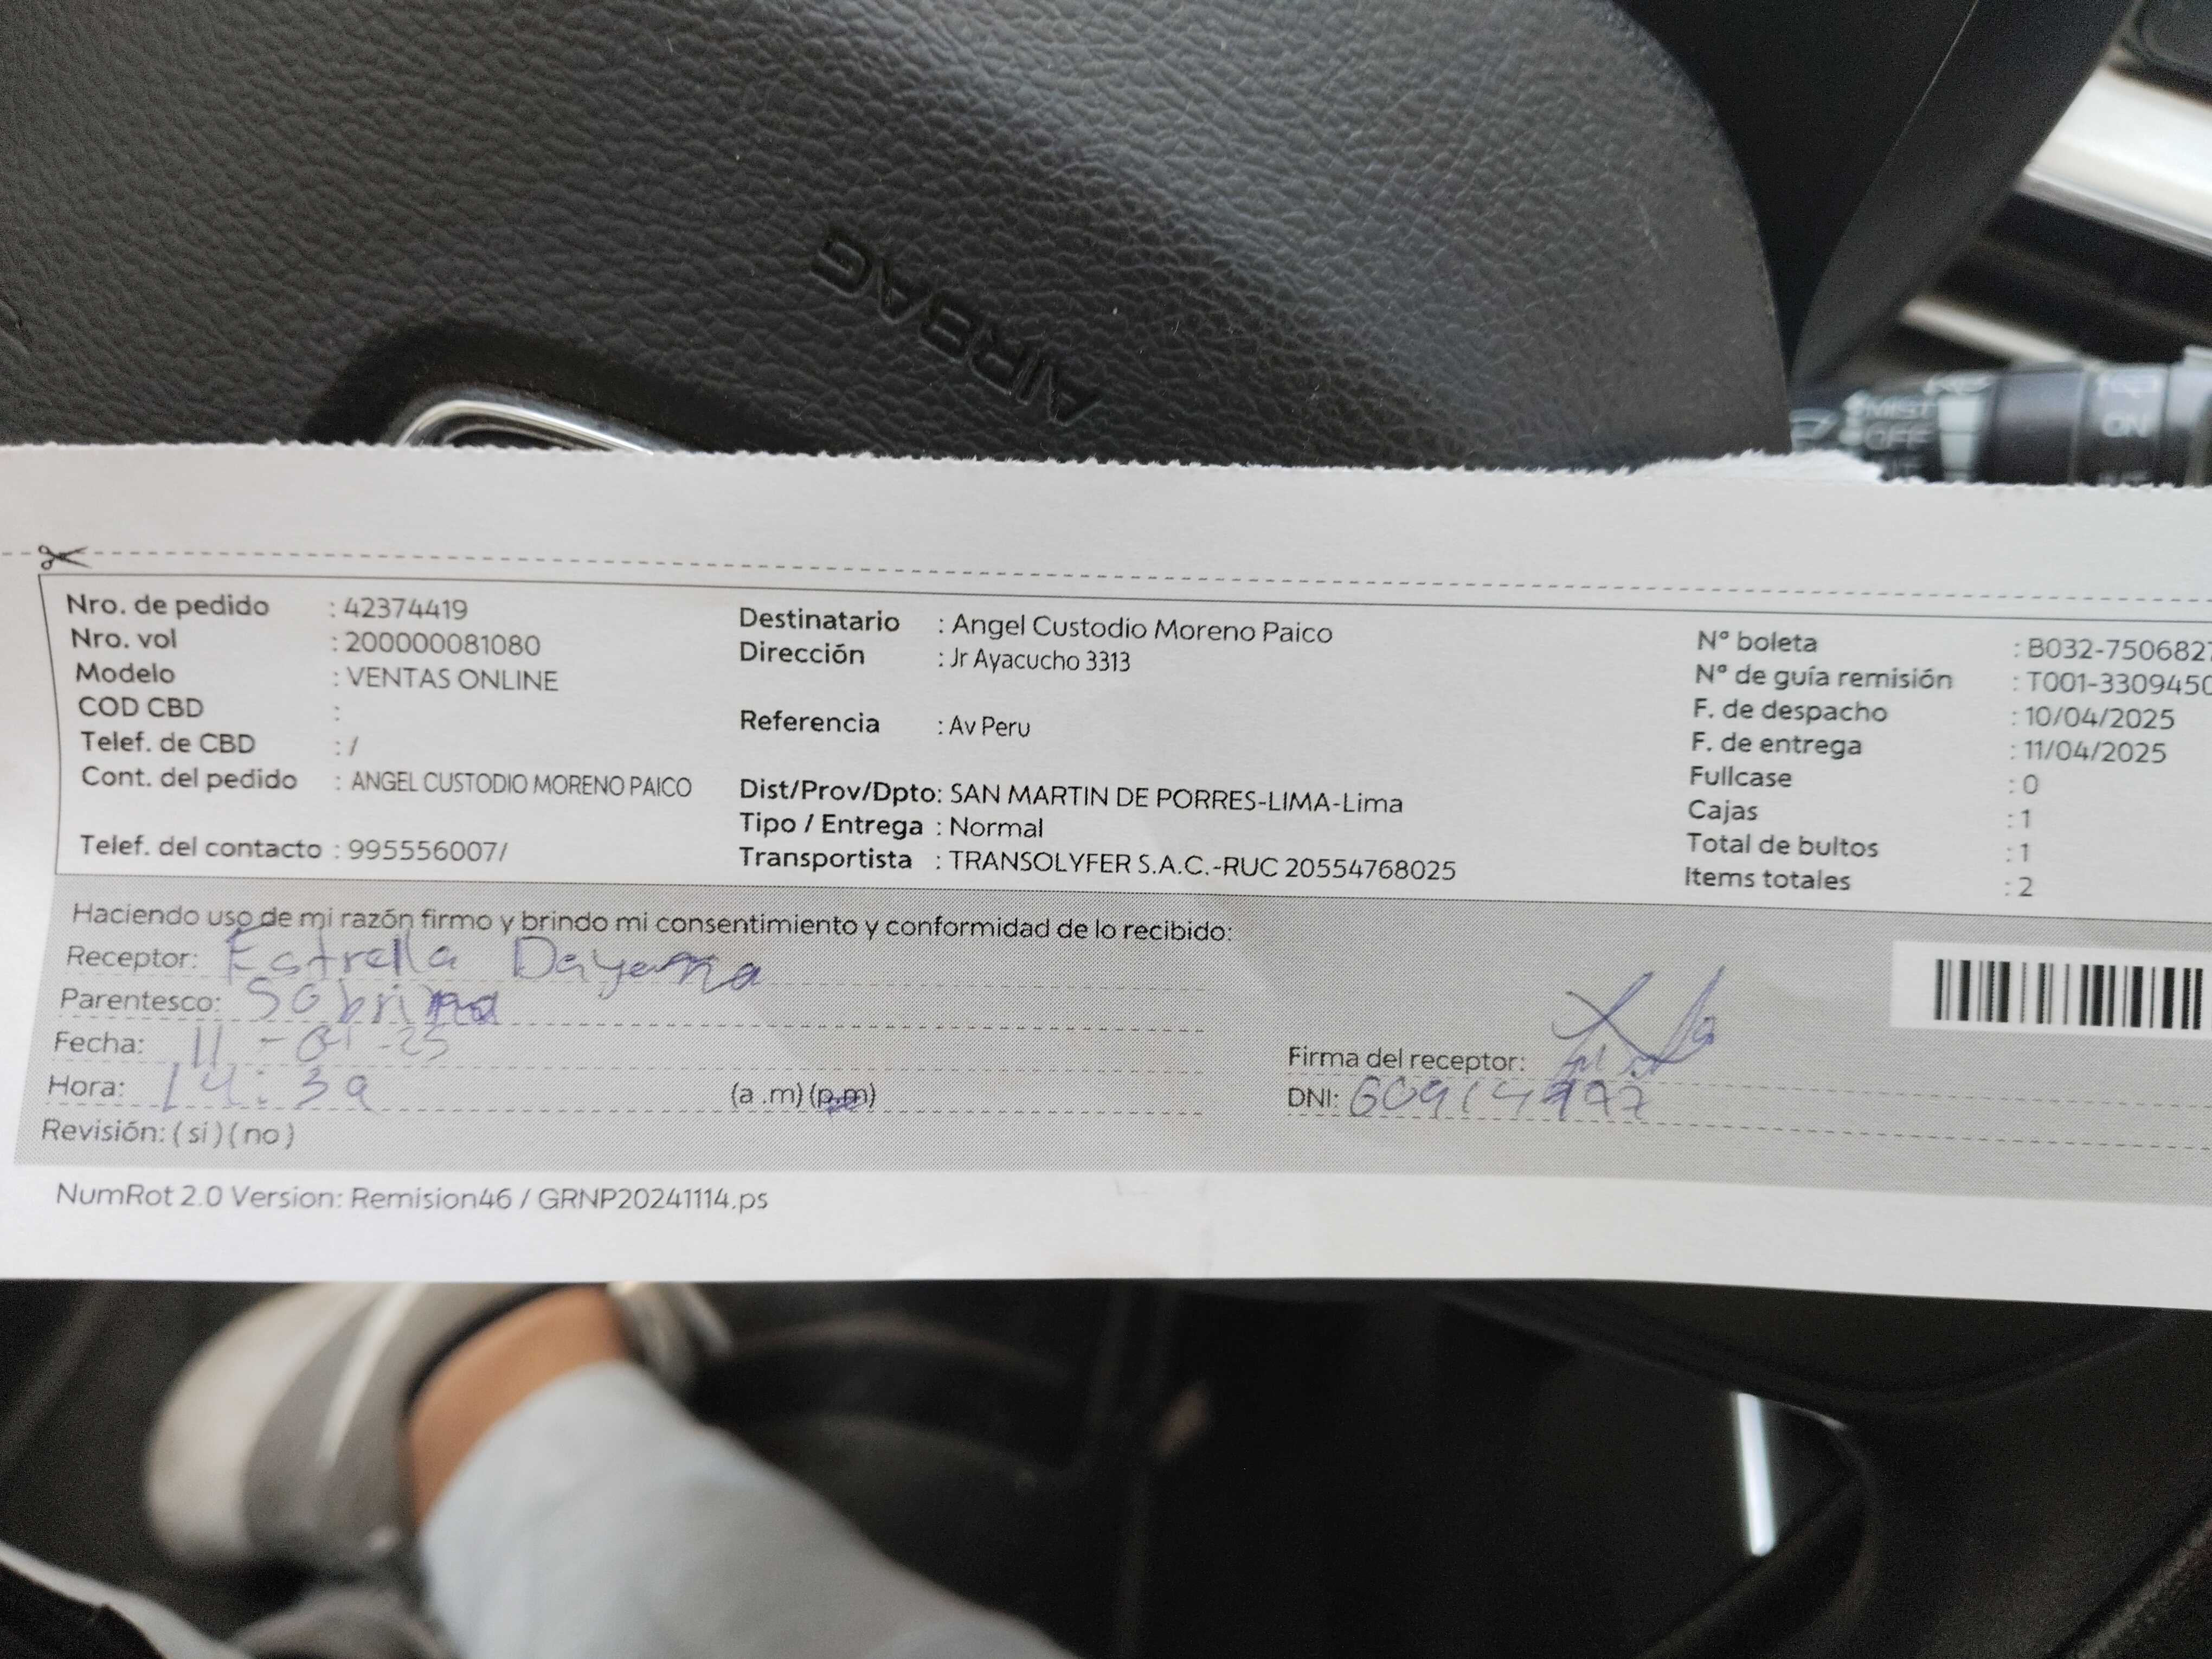 AIRBAG
MIST
OFF
ON
Nro. de pedido : 42374419
Nro. vol : 200000081080
Modelo : VENTAS ONLINE
COD CBD :
Telef. de CBD : /
Cont. del pedido : ANGEL CUSTODIO MORENO PAICO
Telef. del contacto : 995556007/
Destinatario : Angel Custodio Moreno Paico
Dirección : Jr Ayacucho 3313
Referencia : Av Peru
Dist/Prov/Dpto: SAN MARTIN DE PORRES-LIMA-Lima
Tipo / Entrega : Normal
Transportista : TRANSOLYFER S.A.C.-RUC 20554768025
N° boleta : B032-750682
N° de guía remisión : T001-3309450
F. de despacho : 10/04/2025
F. de entrega : 11/04/2025
Fullcase : 0
Cajas : 1
Total de bultos : 1
Items totales : 2
Haciendo uso de mi razón firmo y brindo mi consentimiento y conformidad de lo recibido:
Receptor: Estrella Dayanna
Parentesco: Sobrina
Fecha: 11 - 04 - 25
Hora: 14:39 (a .m) (p.m)
Revisión: ( si ) ( no )
Firma del receptor:
DNI:
NumRot 2.0 Version: Remision46 / GRNP20241114.ps